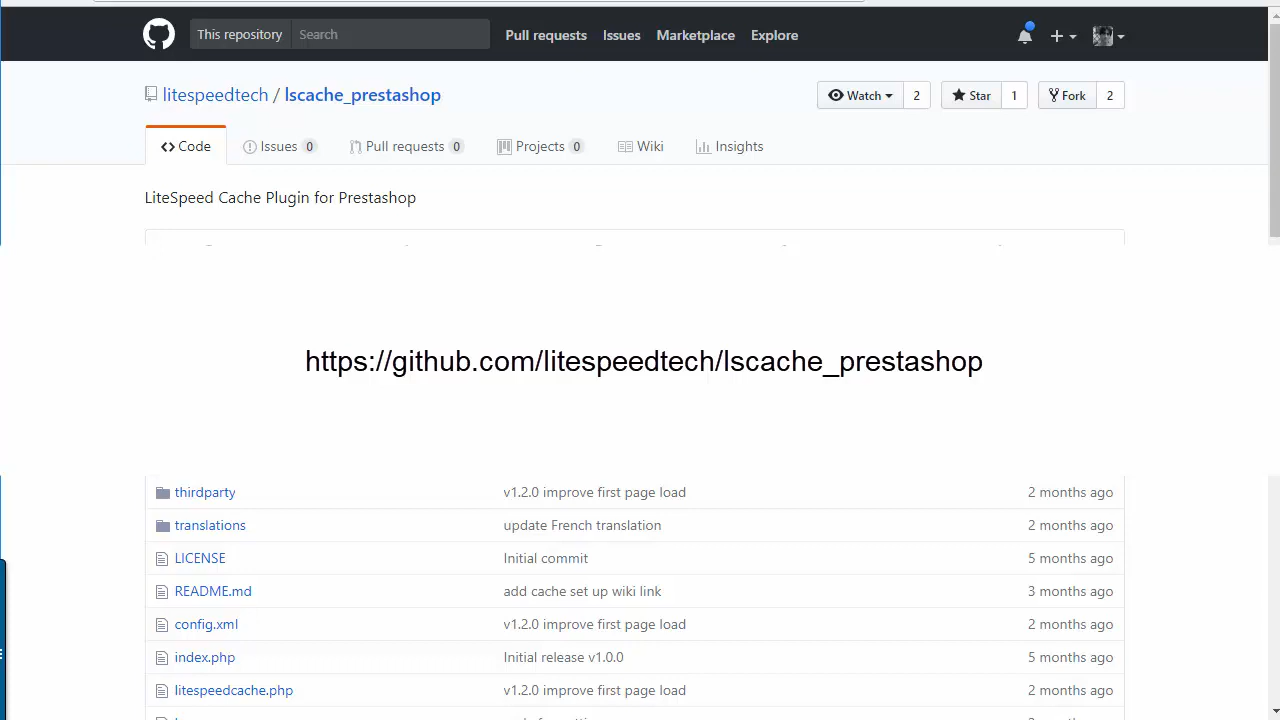 This repository Search Pull requests Issues Marketplace Explore
litespeedtech / lscache_prestashop Watch 2 Star 1 Fork 2
Code Issues 0 Pull requests 0 Projects 0 Wiki Insights
LiteSpeed Cache Plugin for Prestashop
https://github.com/litespeedtech/lscache_prestashop
thirdparty v1.2.0 improve first page load 2 months ago
translations update French translation 2 months ago
LICENSE Initial commit 5 months ago
README.md add cache set up wiki link 3 months ago
config.xml v1.2.0 improve first page load 2 months ago
index.php Initial release v1.0.0 5 months ago
litespeedcache.php v1.2.0 improve first page load 2 months ago